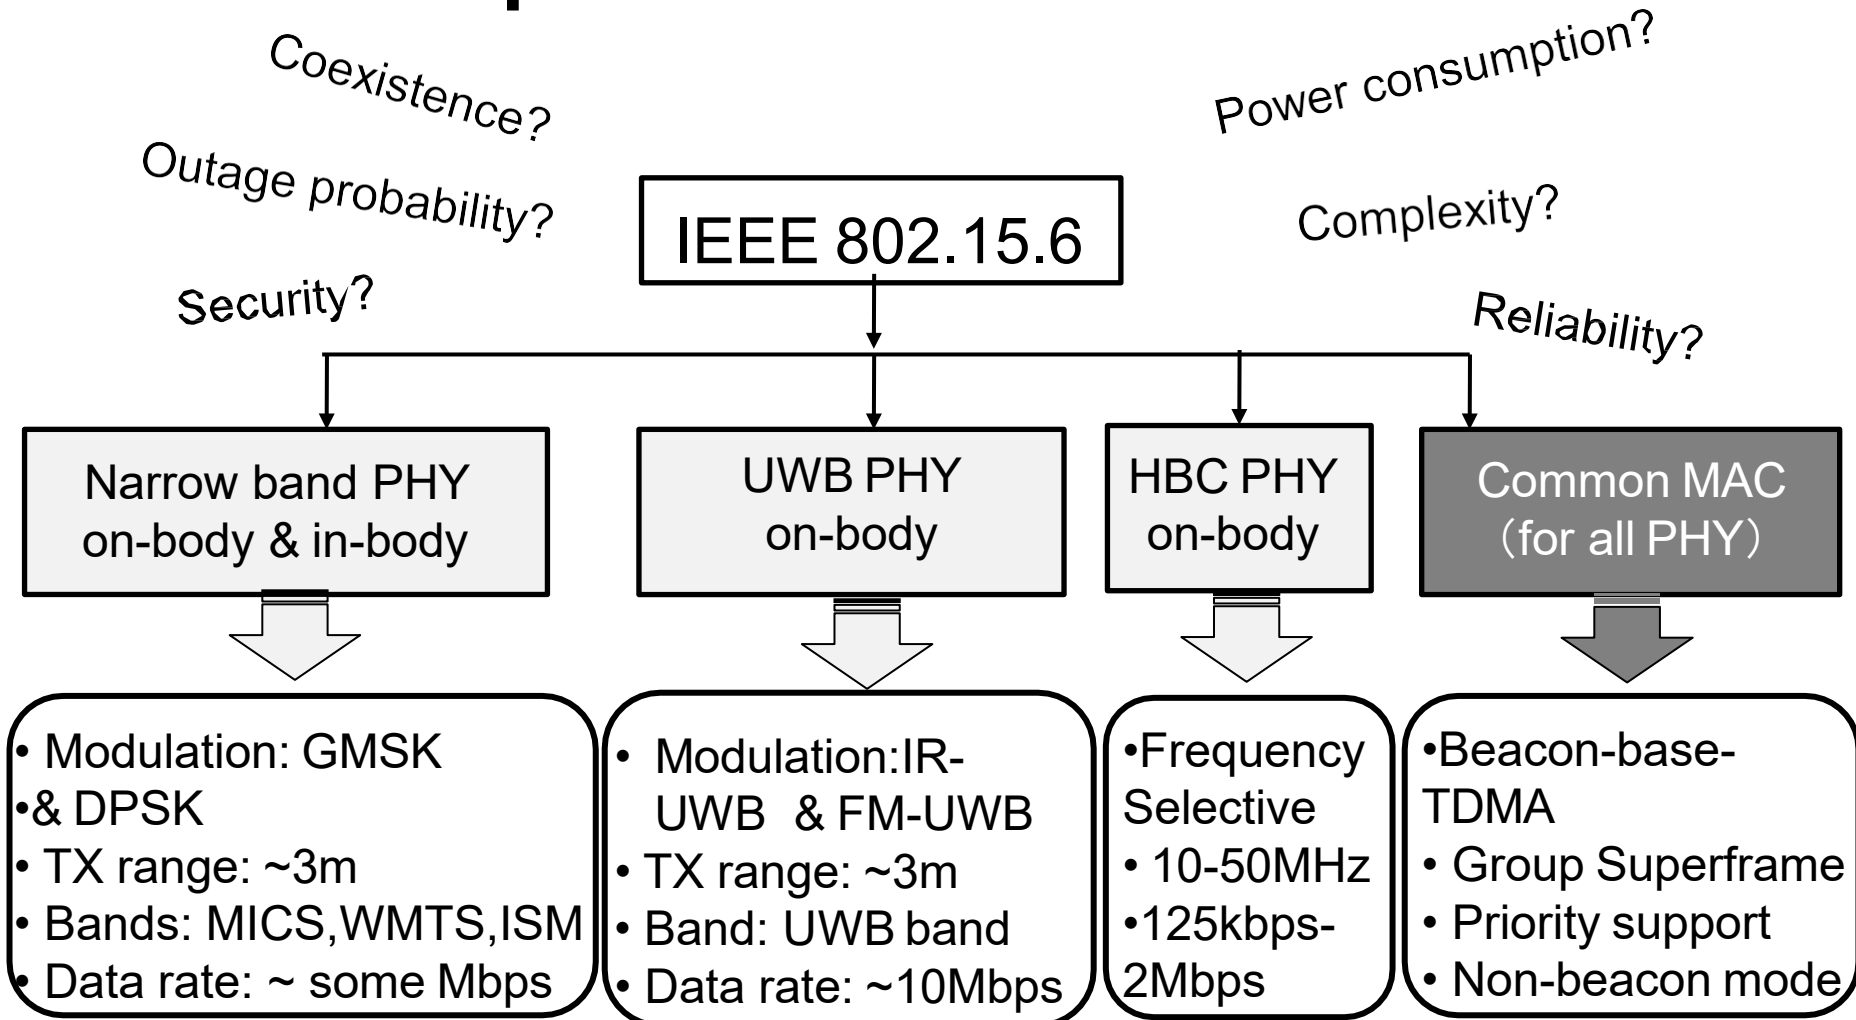 Coexistence?
Power consumption?
Outage probability?
Complexity?
IEEE 802.15.6
Security?
Reliability?
Narrow band PHY
on-body & in-body
UWB PHY
on-body
HBC PHY
on-body
Common MAC
（for all PHY）
• Modulation: GMSK
•& DPSK
• TX range: ~3m
• Bands: MICS,WMTS,ISM
• Data rate: ~ some Mbps
• Modulation:IR-
UWB & FM-UWB
• TX range: ~3m
• Band: UWB band
• Data rate: ~10Mbps
•Frequency
Selective
• 10-50MHz
•125kbps-
2Mbps
•Beacon-base-
TDMA
• Group Superframe
• Priority support
• Non-beacon mode